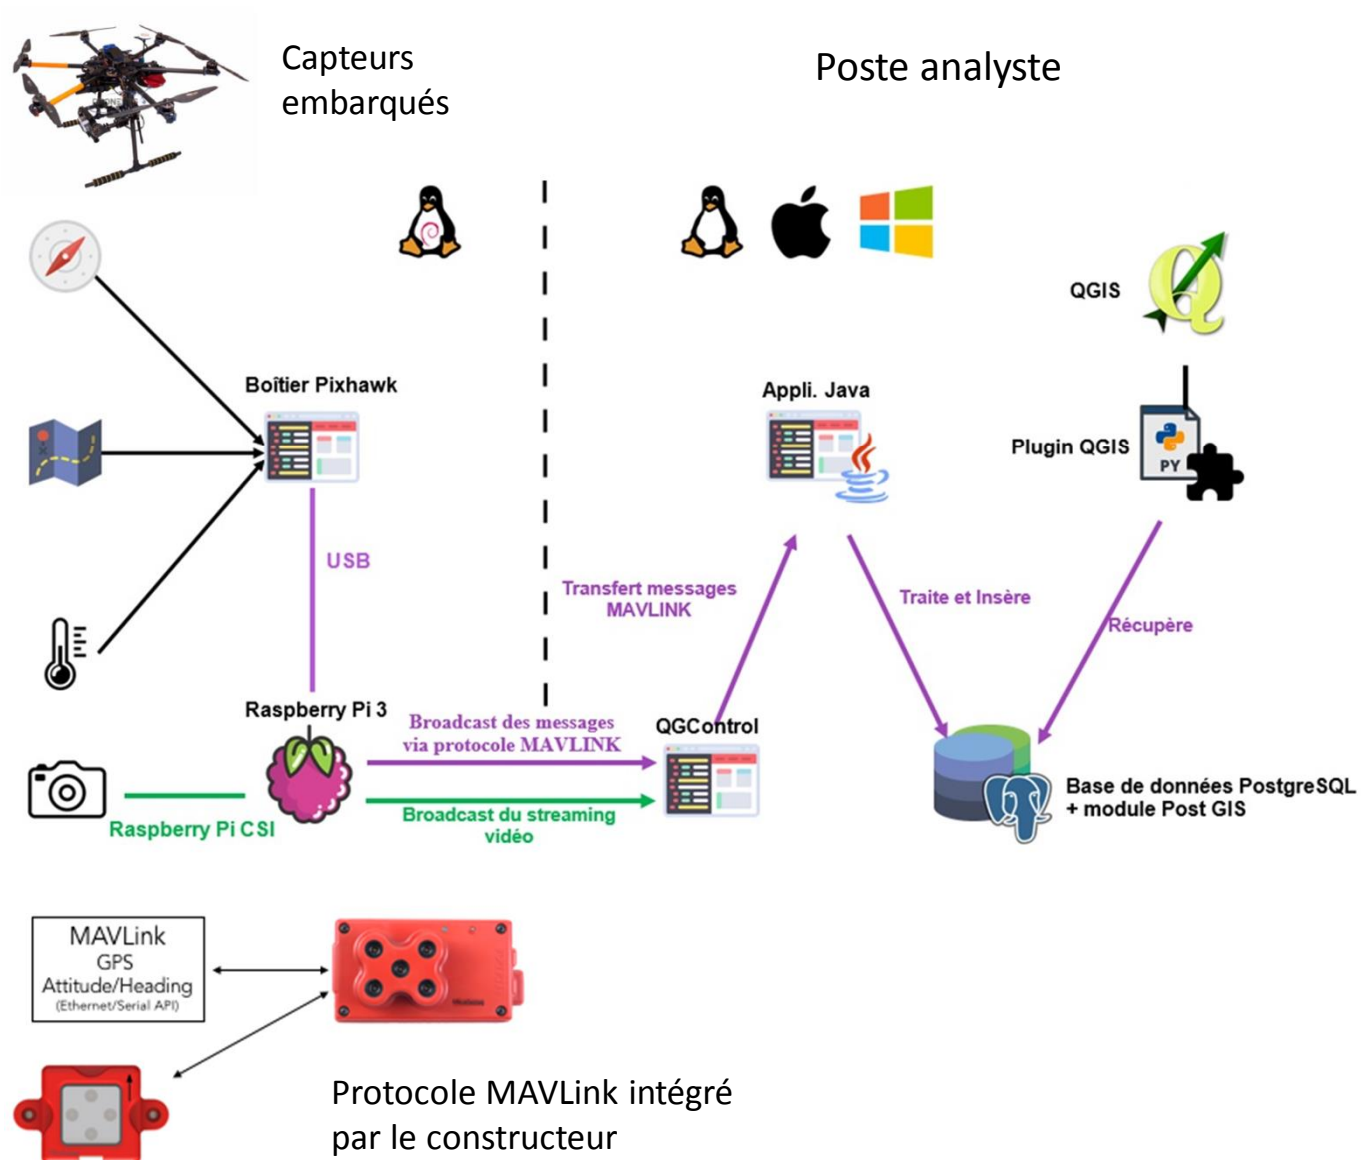 Capteurs
embarqués
Poste analyste
QGIS
Boîtier Pixhawk
Appli. Java
Plugin QGIS
PY
USB
Transfert messages
MAVLINK
Traite et Insère
Récupère
Raspberry Pi 3
Broadcast des messages
via protocole MAVLINK
QGControl
Raspberry Pi CSI
Broadcast du streaming
vidéo
Base de données PostgreSQL
+ module Post GIS
MAVLink
GPS
Attitude/Heading
(Ethernet/Serial API)
Protocole MAVLink intégré
par le constructeur